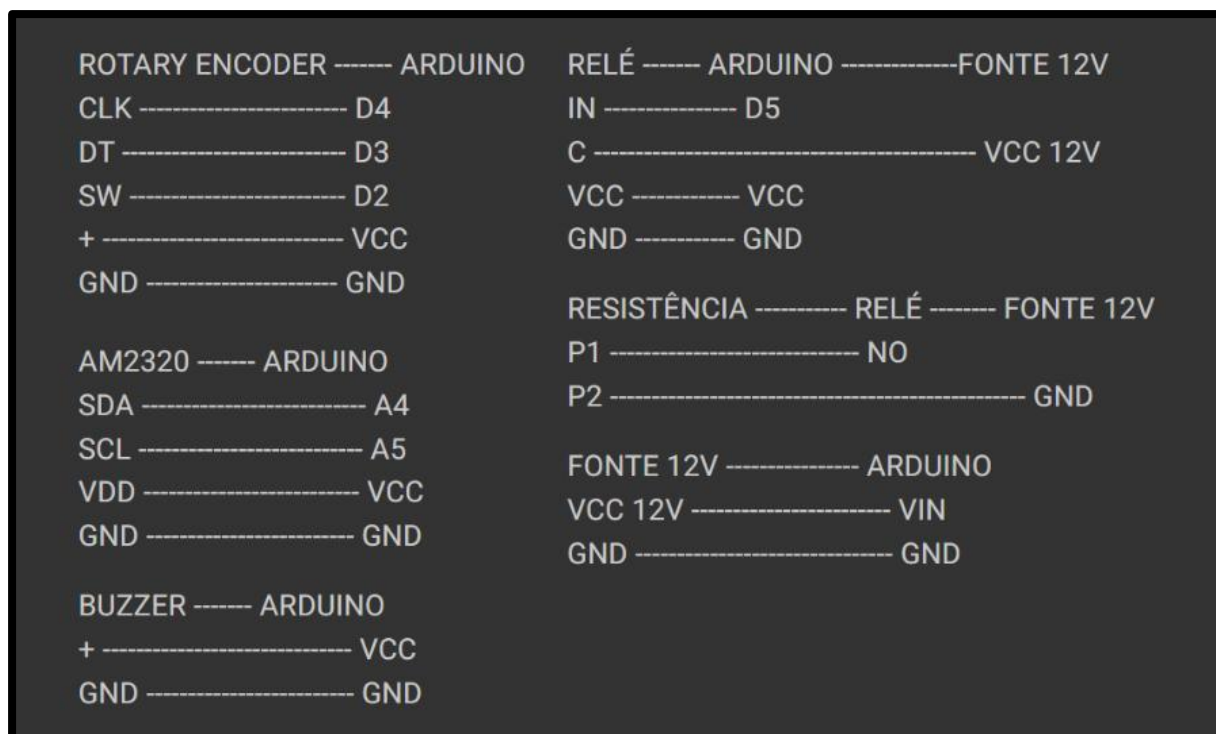 ROTARY ENCODER ------- ARDUINO
CLK ------------------------- D4
DT --------------------------- D3
SW -------------------------- D2
+ ----------------------------- VCC
GND ----------------------- GND
AM2320 ------- ARDUINO
SDA --------------------------- A4
SCL --------------------------- A5
VDD -------------------------- VCC
GND ------------------------- GND
BUZZER ------- ARDUINO
+ ------------------------------ VCC
GND ------------------------- GND
RELÉ ------- ARDUINO --------------FONTE 12V
IN ---------------- D5
C ---------------------------------------------- VCC 12V
VCC ------------- VCC
GND ------------ GND
RESISTÊNCIA ----------- RELÉ -------- FONTE 12V
P1 ------------------------------ NO
P2 -------------------------------------------------- GND
FONTE 12V ---------------- ARDUINO
VCC 12V ------------------------ VIN
GND ------------------------------- GND